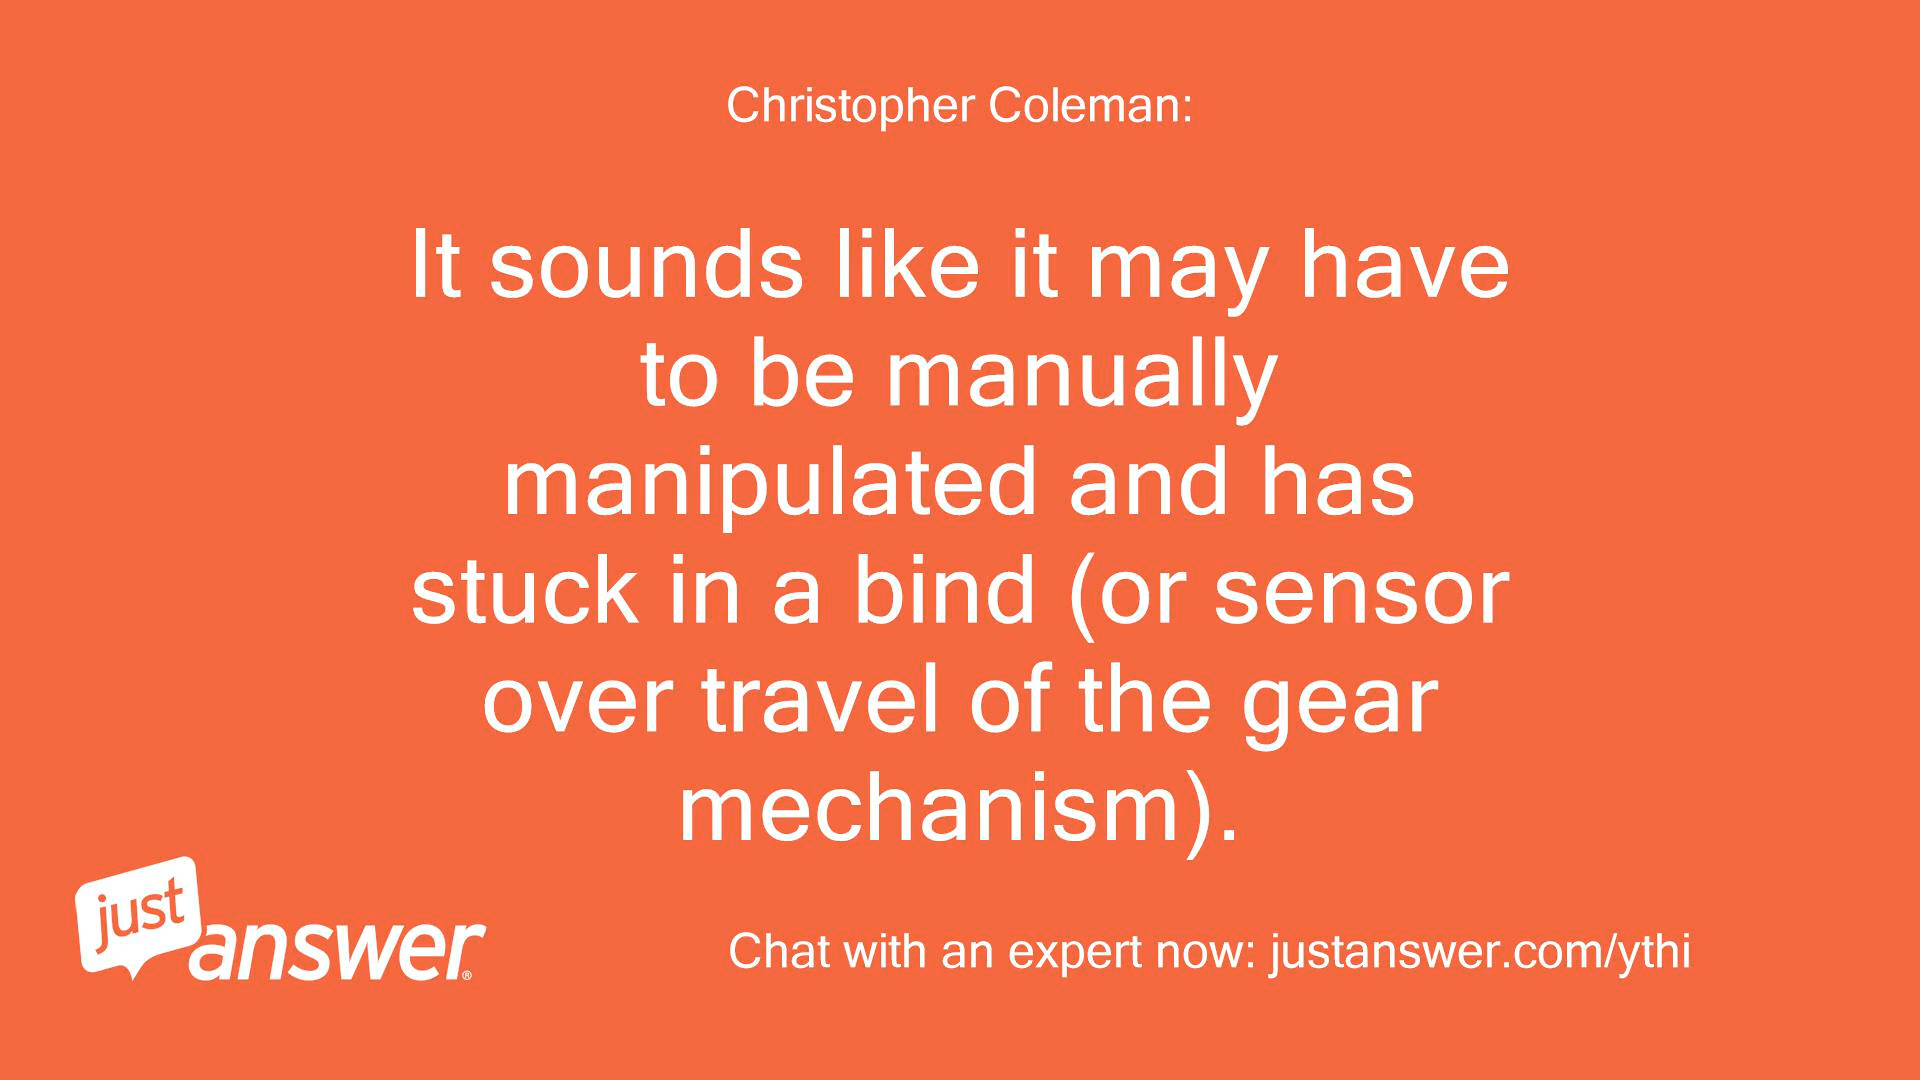 Christopher Coleman:
It sounds like it may have
to be manually
manipulated and has
stuck in a bind (or sensor
over travel of the gear
mechanism).
just
answer®
Chat with an expert now: justanswer.com/ythi